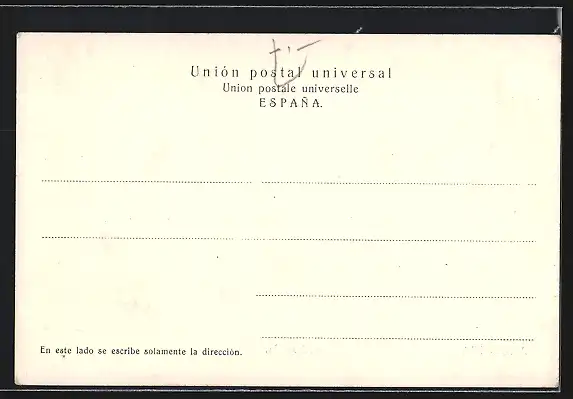 Unión postal universal
Union postale universelle
ESPAÑA.
En este lado se escribe solamente la dirección.